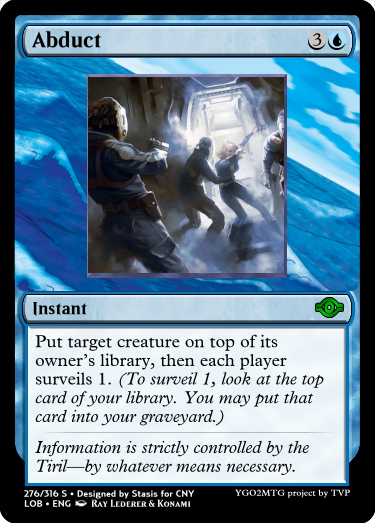 Abduct
3
Instant
Put target creature on top of its
owner's library, then each player
surveils 1. (To surveil 1, look at the top
card of your library. You may put that
card into your graveyard.)
Information is strictly controlled by the
Tiril—by whatever means necessary.
276/316 S • Designed by Stasis for CNY
YGO2MTG project by TVP
LOB • ENG Ray Lederer & Konami